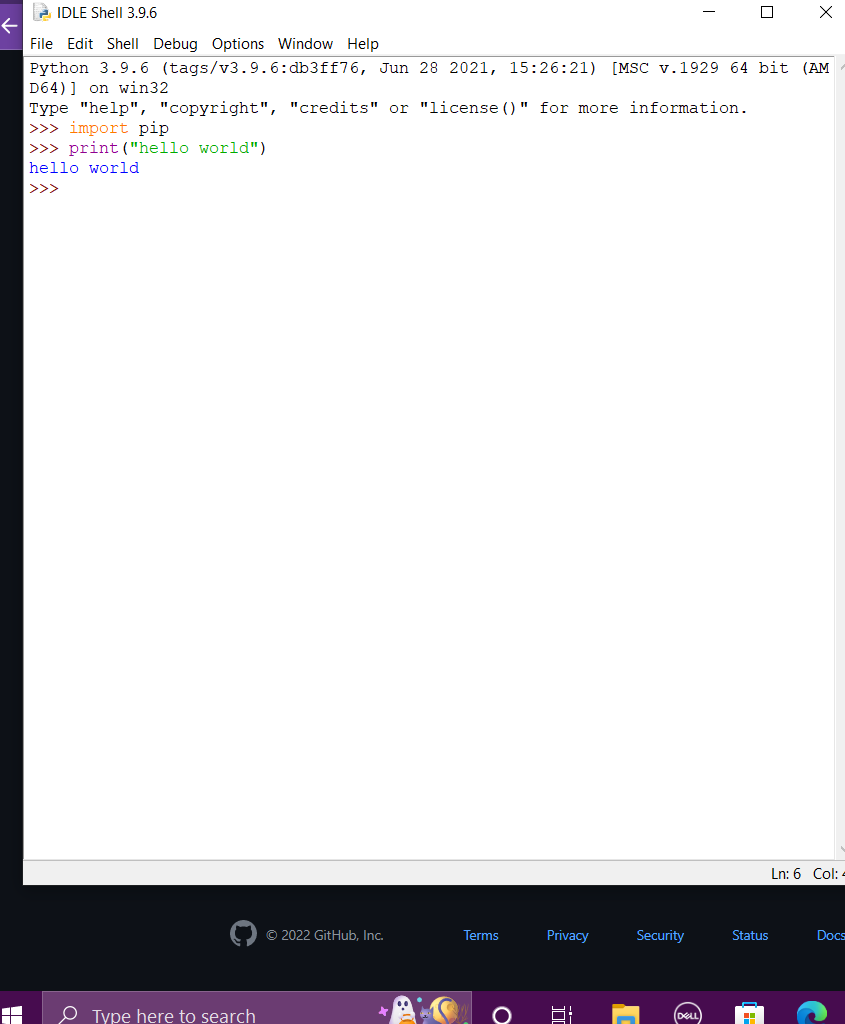 IDLE Shell 3.9.6
File Edit Shell Debug Options Window Help
Python 3.9.6 (tags/v3.9.6:db3ff76, Jun 28 2021, 15:26:21) [MSC v.1929 64 bit (AM
D64)] on win32
Type "help", "copyright", "credits" or "license()" for more information.
>>> import pip
>>> print("hello world")
hello world
>>>
Ln: 6 Col: 4
© 2022 GitHub, Inc. Terms Privacy Security Status Docs
Type here to search
DELL